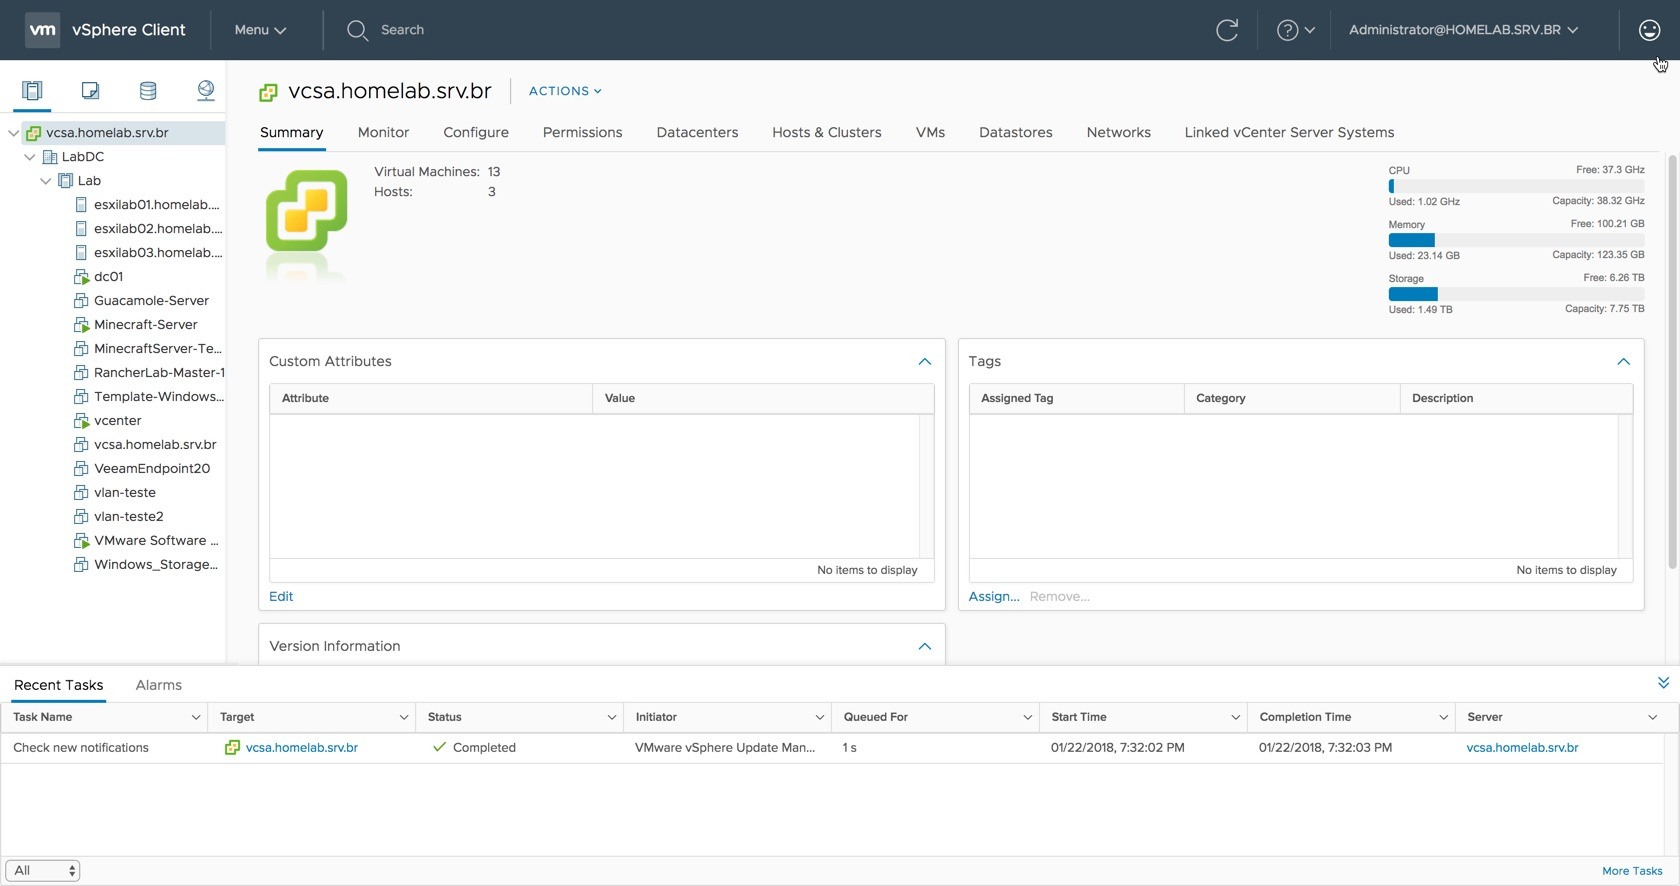 vm vSphere Client Menu Search Administrator@HOMELAB.SRV.BR
vcsa.homelab.srv.br ACTIONS
Summary Monitor Configure Permissions Datacenters Hosts & Clusters VMs Datastores Networks Linked vCenter Server Systems
vcsa.homelab.srv.br
LabDC
Lab
esxilab01.homelab....
esxilab02.homelab....
esxilab03.homelab....
dc01
Guacamole-Server
Minecraft-Server
MinecraftServer-Te...
RancherLab-Master-1
Template-Windows...
vcenter
vcsa.homelab.srv.br
VeeamEndpoint20
vlan-teste
vlan-teste2
VMware Software ...
Windows_Storage...
Virtual Machines: 13
Hosts: 3
CPU Free: 37.3 GHz
Used: 1.02 GHz Capacity: 38.32 GHz
Memory Free: 100.21 GB
Used: 23.14 GB Capacity: 123.35 GB
Storage Free: 6.26 TB
Used: 1.49 TB Capacity: 7.75 TB
Custom Attributes
Attribute Value
No items to display
Edit
Tags
Assigned Tag Category Description
No items to display
Assign... Remove...
Version Information
Recent Tasks Alarms
Task Name Target Status Initiator Queued For Start Time Completion Time Server
Check new notifications vcsa.homelab.srv.br Completed VMware vSphere Update Man... 1 s 01/22/2018, 7:32:02 PM 01/22/2018, 7:32:03 PM vcsa.homelab.srv.br
All More Tasks